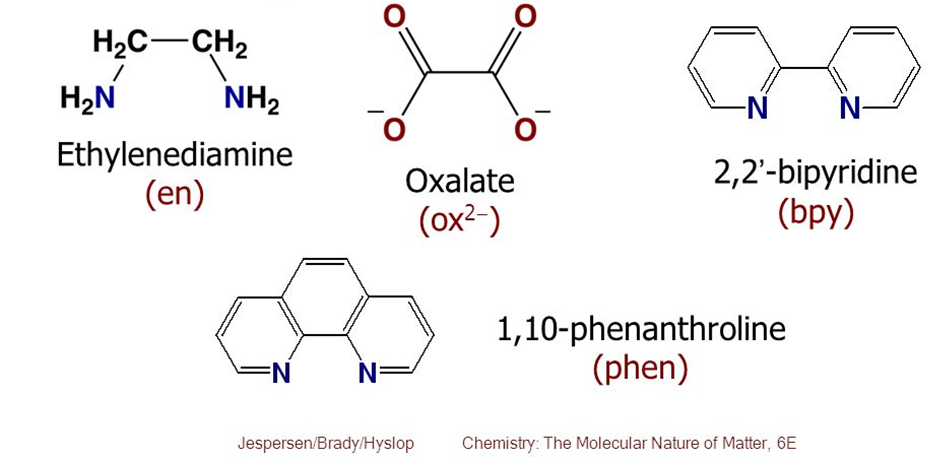 H₂C—CH₂
H₂N NH₂
Ethylenediamine
(en)
O O
⁻O O⁻
Oxalate
(ox²⁻)
N N
2,2’-bipyridine
(bpy)
N N
1,10-phenanthroline
(phen)
Jespersen/Brady/Hyslop Chemistry: The Molecular Nature of Matter, 6E